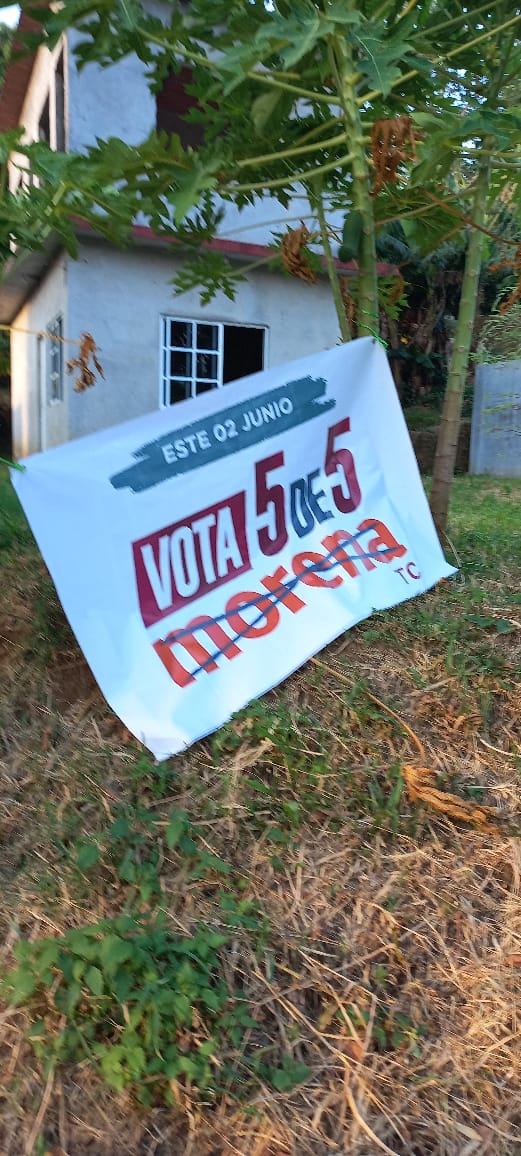 ESTE 02 JUNIO
VOTA 5 DE 5
morena
TC